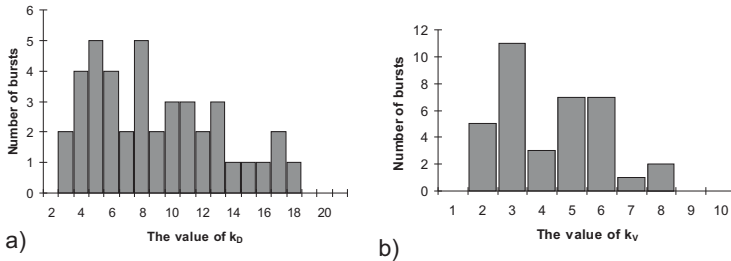 Number of bursts
6
5
4
3
2
1
0
2 4 6 8 10 12 14 16 18 20
The value of k_D
a)
Number of bursts
12
10
8
6
4
2
0
1 2 3 4 5 6 7 8 9 10
The value of k_V
b)